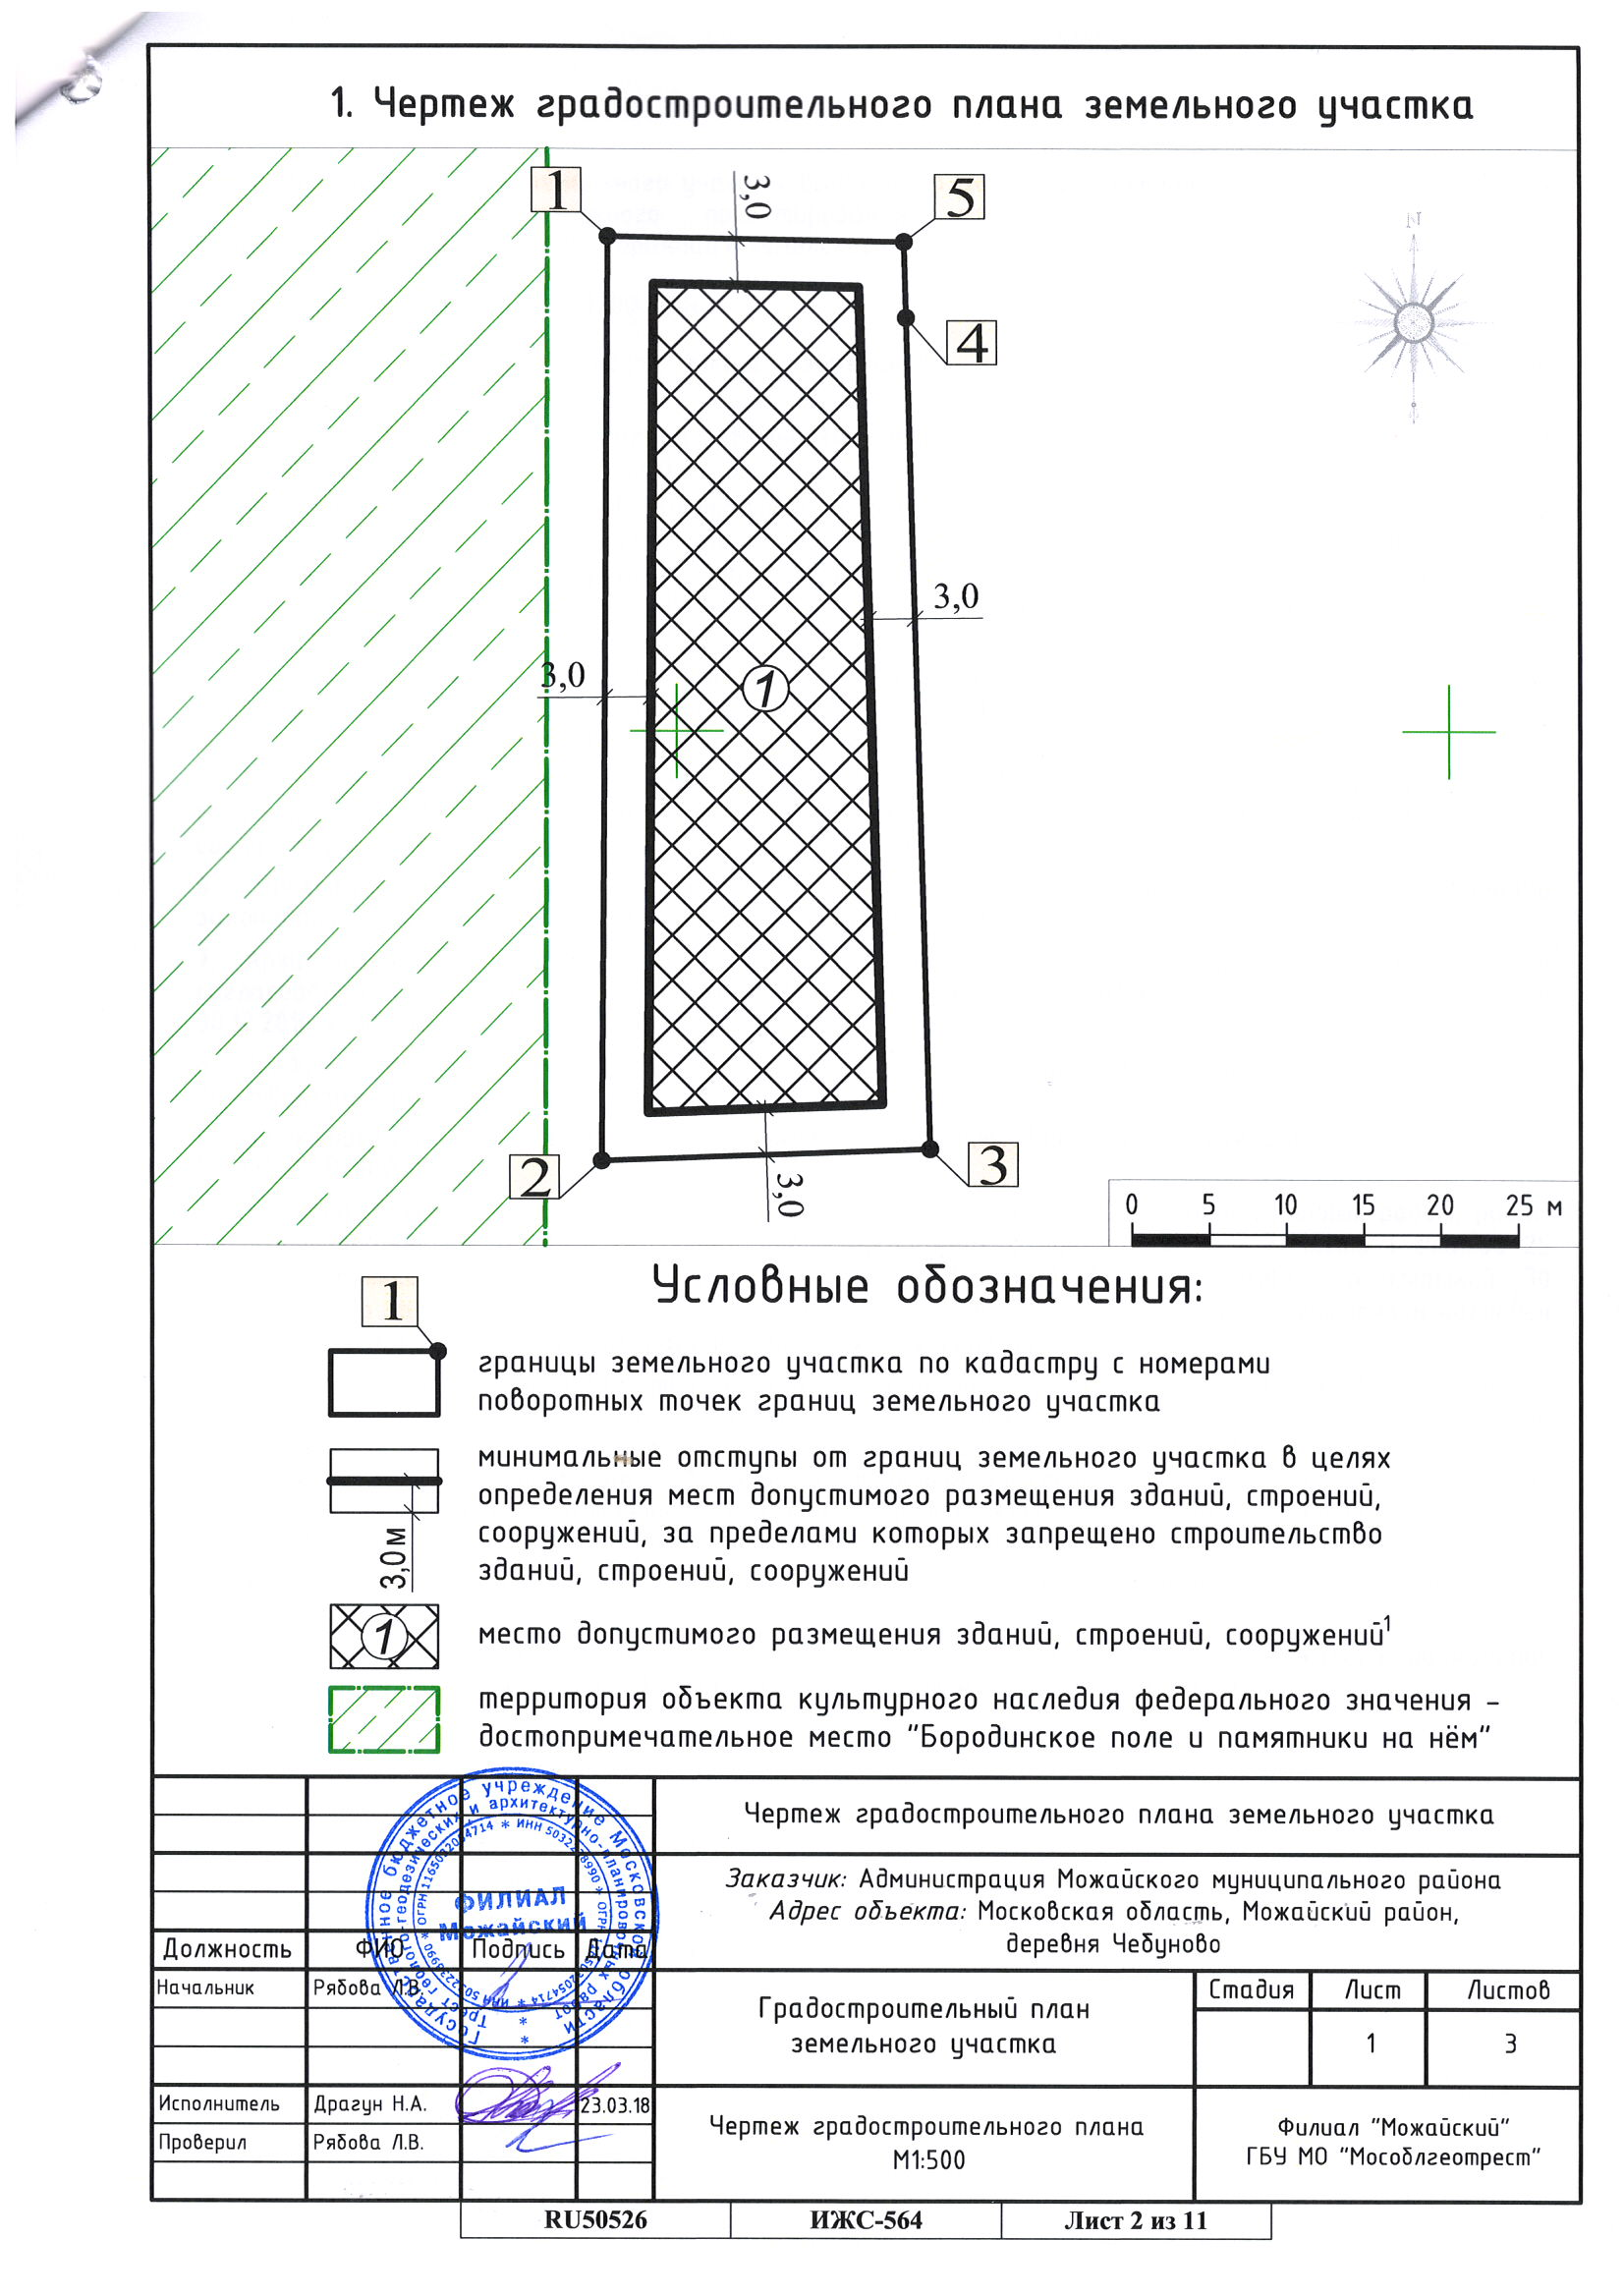 1. Чертеж градостроительного плана земельного участка
1
3,0
5
N
4
3,0
3,0
1
2
3
3,0
0 5 10 15 20 25 м
Условные обозначения:
1
границы земельного участка по кадастру с номерами
поворотных точек границ земельного участка
3,0м
минимальные отступы от границ земельного участка в целях
определения мест допустимого размещения зданий, строений,
сооружений, за пределами которых запрещено строительство
зданий, строений, сооружений
1
место допустимого размещения зданий, строений, сооружений¹
территория объекта культурного наследия федерального значения –
достопримечательное место "Бородинское поле и памятники на нём"
Чертеж градостроительного плана земельного участка
Заказчик: Администрация Можайского муниципального района
Адрес объекта: Московская область, Можайский район,
деревня Чебуново
Государственное бюджетное учреждение Московской области
ФИЛИАЛ
Можайский
Должность ФИО Подпись Дата
Начальник Рябова Л.В.
Градостроительный план
земельного участка
Стадия Лист Листов
1 3
Исполнитель Драгун Н.А. 23.03.18
Проверил Рябова Л.В.
Чертеж градостроительного плана
М1:500
Филиал "Можайский"
ГБУ МО "Мособлгеотрест"
RU50526 ИЖС-564 Лист 2 из 11